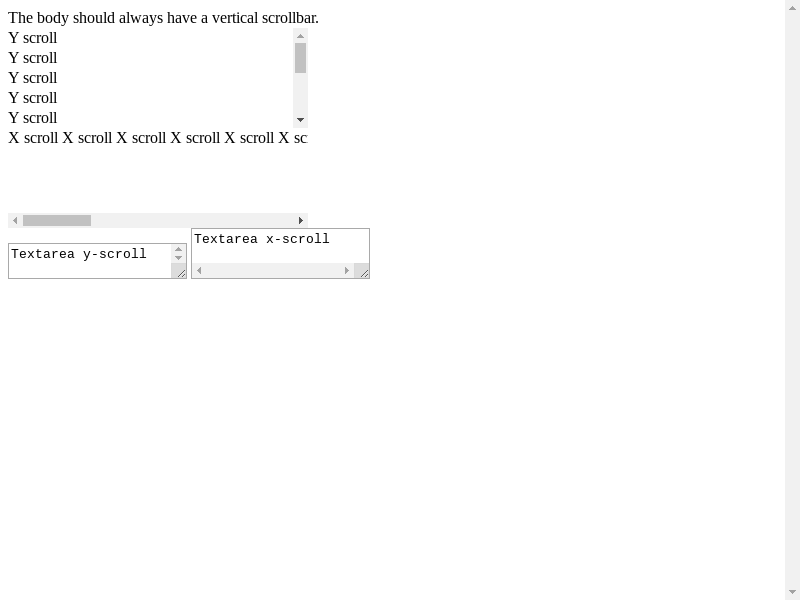 The body should always have a vertical scrollbar.
Y scroll
Y scroll
Y scroll
Y scroll
Y scroll
X scroll X scroll X scroll X scroll X scroll X sc
Textarea y-scroll
Textarea x-scroll